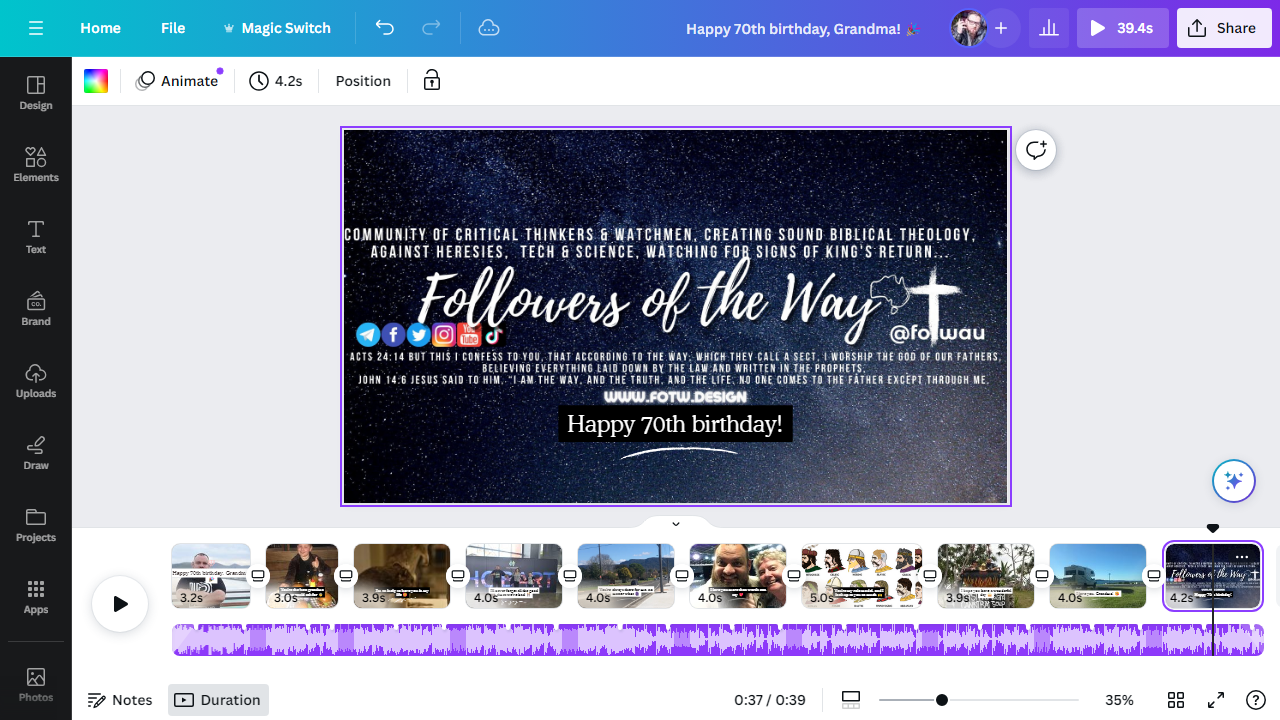 Home
File
Magic Switch
Happy 70th birthday, Grandma! 🎉
39.4s
Share
Design
Elements
Text
CO.
Brand
Uploads
Draw
Projects
Apps
Photos
Animate
4.2s
Position
COMMUNITY OF CRITICAL THINKERS & WATCHMEN, CREATING SOUND BIBLICAL THEOLOGY,
AGAINST HERESIES, TECH & SCIENCE, WATCHING FOR SIGNS OF KING'S RETURN...
Followers of the Way
You
Tube
@fotwau
ACTS 24:14 BUT THIS I CONFESS TO YOU, THAT ACCORDING TO THE WAY, WHICH THEY CALL A SECT, I WORSHIP THE GOD OF OUR FATHERS,
BELIEVING EVERYTHING LAID DOWN BY THE LAW AND WRITTEN IN THE PROPHETS.
JOHN 14:6 JESUS SAID TO HIM, "I AM THE WAY, AND THE TRUTH, AND THE LIFE. NO ONE COMES TO THE FATHER EXCEPT THROUGH ME.
WWW.FOTW.DESIGN
Happy 70th birthday!
Happy 70th birthday, Grandma
3.2s
3.0s
3.9s
4.0s
4.0s
4.0s
5.0s
3.9s
4.0s
4.2s
Notes
Duration
0:37 / 0:39
35%